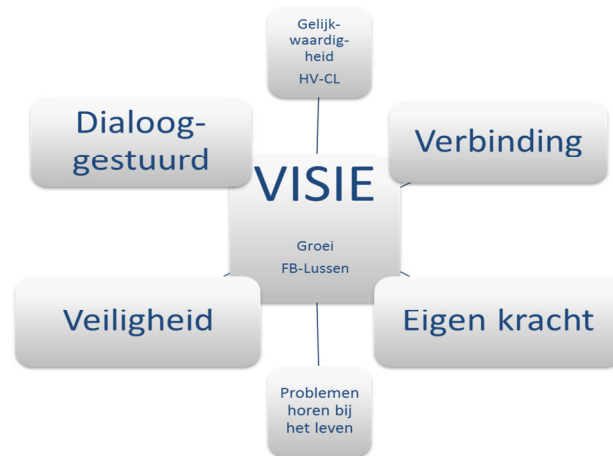 Gelijk-
waardig-
heid
HV-CL
Dialoog-
gestuurd
Verbinding
VISIE
Groei
FB-Lussen
Veiligheid
Eigen kracht
Problemen
horen bij
het leven